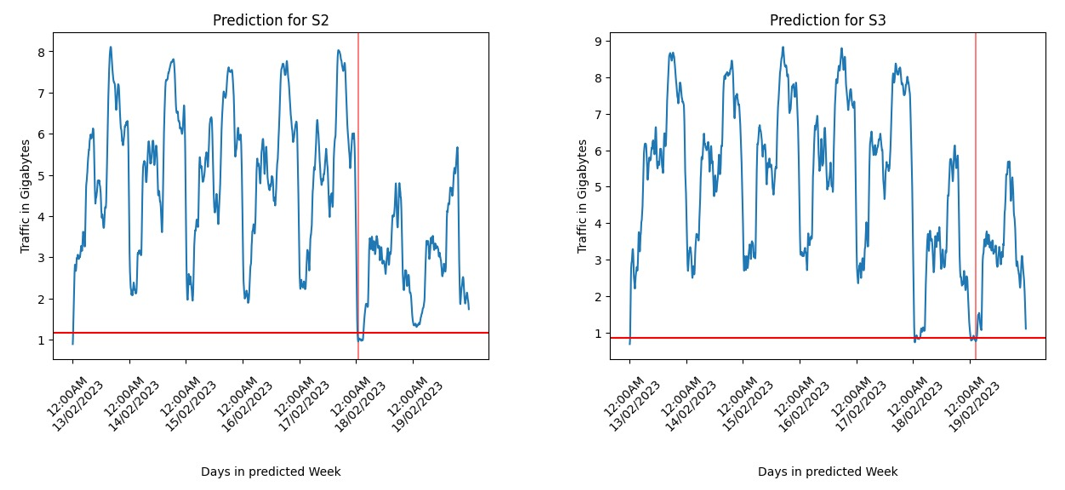 Prediction for S2
Traffic in Gigabytes
8
7
6
5
4
3
2
1
12:00AM
13/02/2023
12:00AM
14/02/2023
12:00AM
15/02/2023
12:00AM
16/02/2023
12:00AM
17/02/2023
12:00AM
18/02/2023
12:00AM
19/02/2023
Days in predicted Week
Prediction for S3
Traffic in Gigabytes
9
8
7
6
5
4
3
2
1
12:00AM
13/02/2023
12:00AM
14/02/2023
12:00AM
15/02/2023
12:00AM
16/02/2023
12:00AM
17/02/2023
12:00AM
18/02/2023
12:00AM
19/02/2023
Days in predicted Week